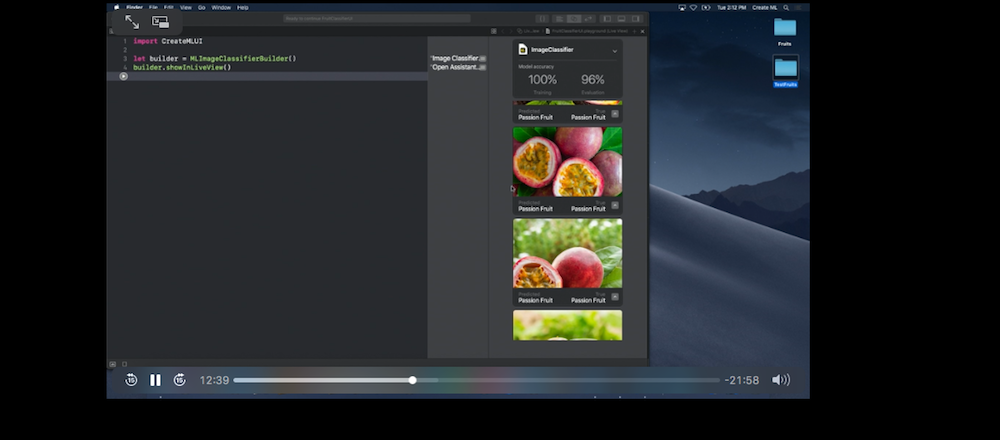 Finder File Edit View Go Window Help
Tue 2:12 PM Create ML
Ready to continue FruitClassifier2
1 import CreateMLUI
2
3 let builder = MLImageClassifierBuilder()
4 builder.showInLiveView()
"Image Classifier...
"Open Assistant...
ImageClassifier
Model accuracy
100% 96%
Training Evaluation
Predicted True
Passion Fruit Passion Fruit
Predicted True
Passion Fruit Passion Fruit
Predicted True
Passion Fruit Passion Fruit
Fruits
TestFruits
15 15 12:39 -21:58